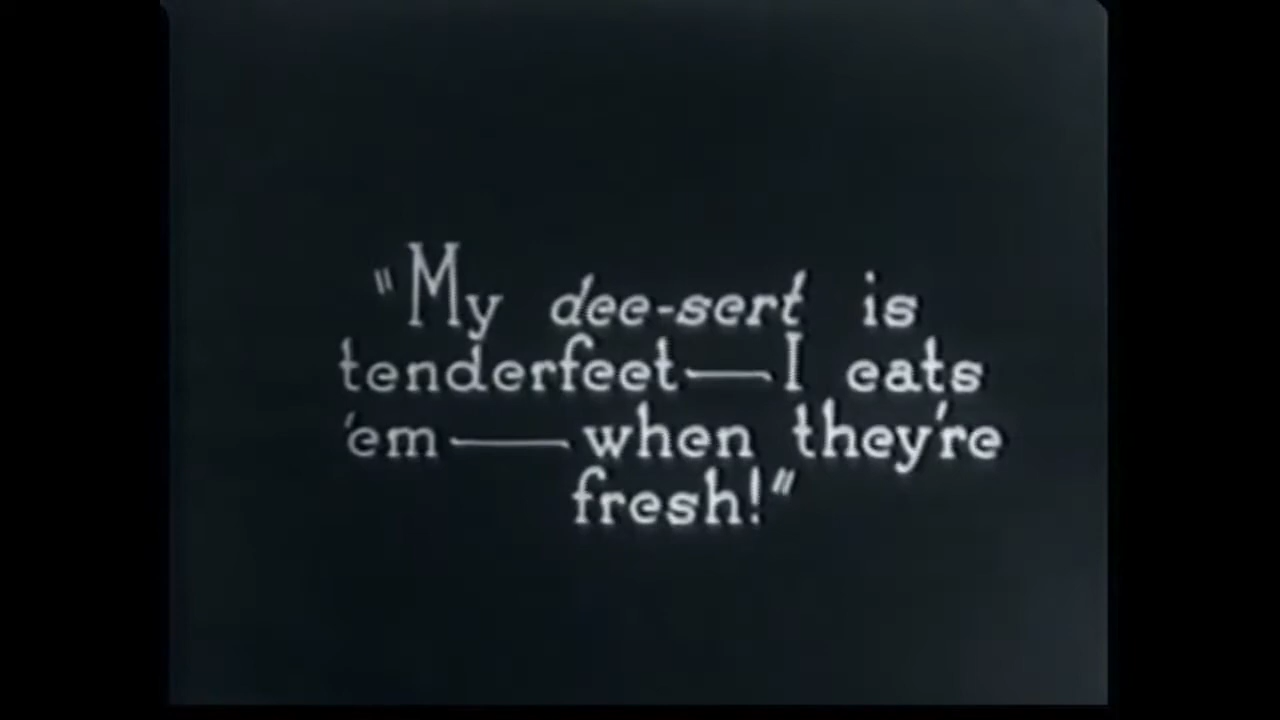 "My dee-sert is
tenderfeet—I eats
'em——when they're
fresh!"